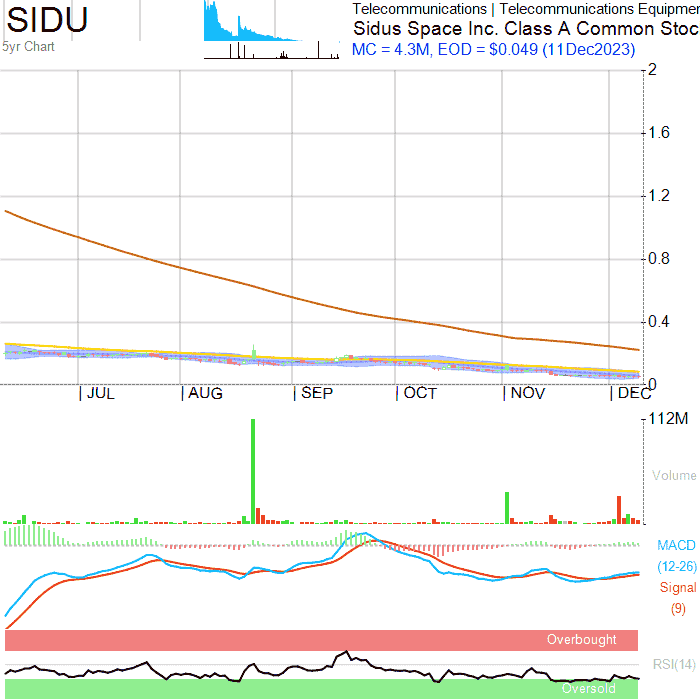 SIDU
5yr Chart
Telecommunications | Telecommunications Equipmen
Sidus Space Inc. Class A Common Stoc
MC = 4.3M, EOD = $0.049 (11Dec2023)
2
1.6
1.2
0.8
0.4
0
JUL
AUG
SEP
OCT
NOV
DEC
112M
Volume
MACD
(12-26)
Signal
(9)
Overbought
RSI(14)
Oversold